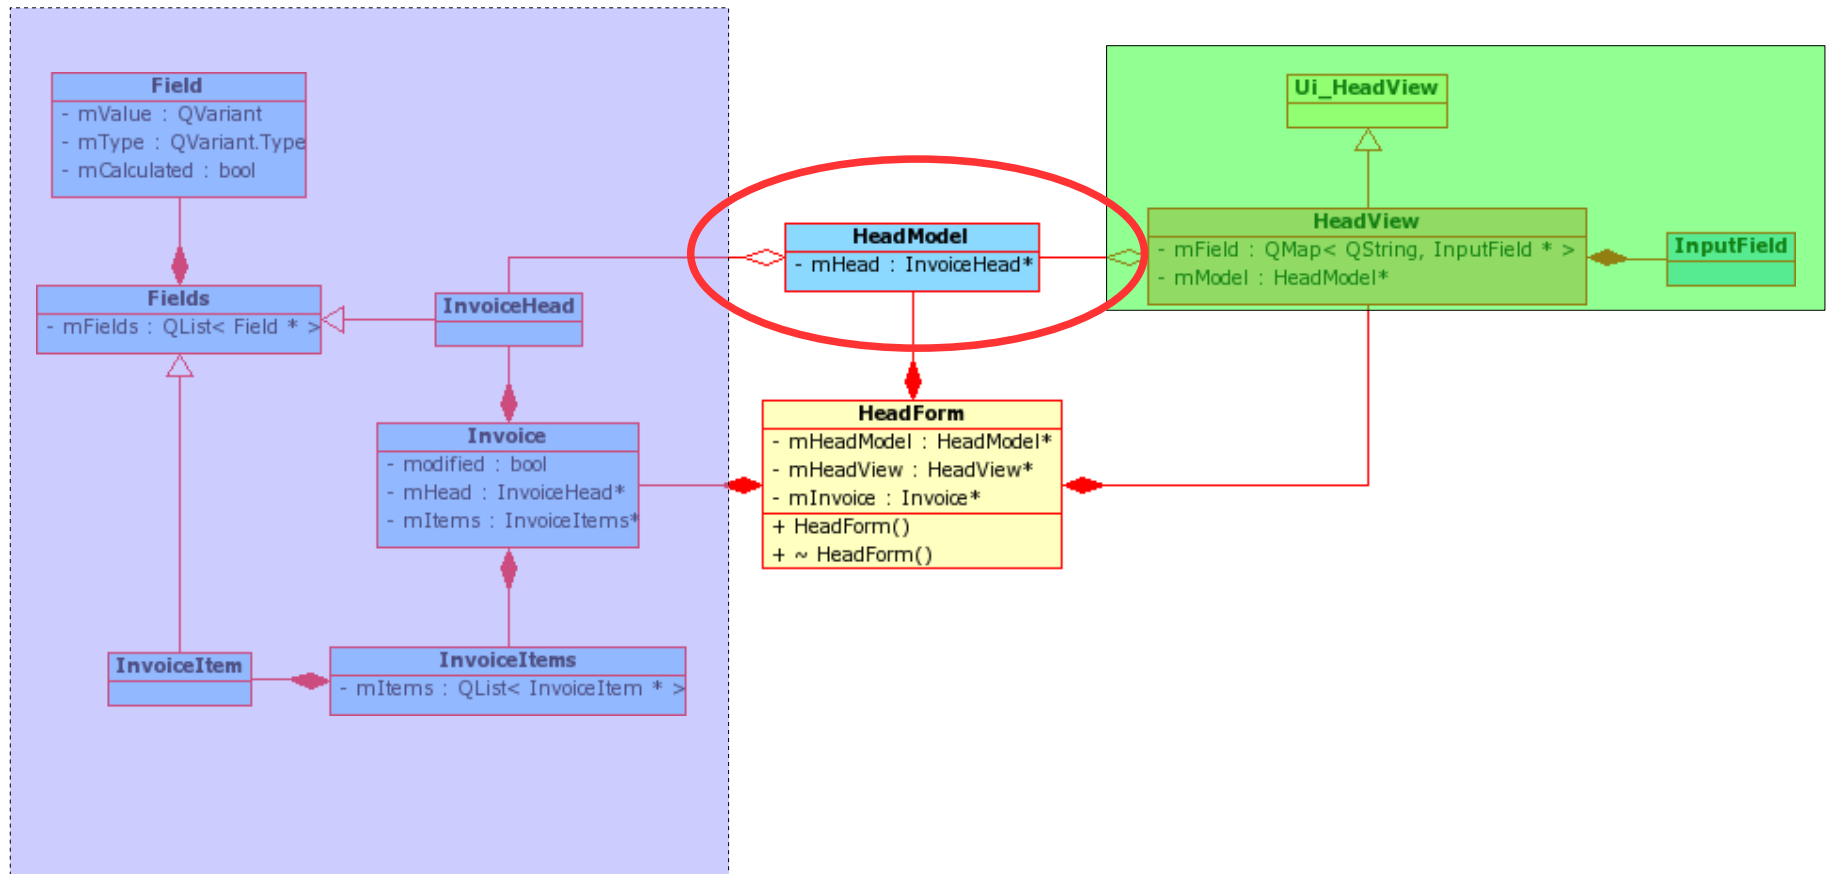 Field
- mValue : QVariant
- mType : QVariant.Type
- mCalculated : bool
Fields
- mFields : QList< Field * >
InvoiceHead
Invoice
- modified : bool
- mHead : InvoiceHead*
- mItems : InvoiceItems*
InvoiceItem
InvoiceItems
- mItems : QList< InvoiceItem * >
HeadModel
- mHead : InvoiceHead*
HeadForm
- mHeadModel : HeadModel*
- mHeadView : HeadView*
- mInvoice : Invoice*
+ HeadForm()
+ ~ HeadForm()
Ui_HeadView
HeadView
- mField : QMap< QString, InputField * >
- mModel : HeadModel*
InputField